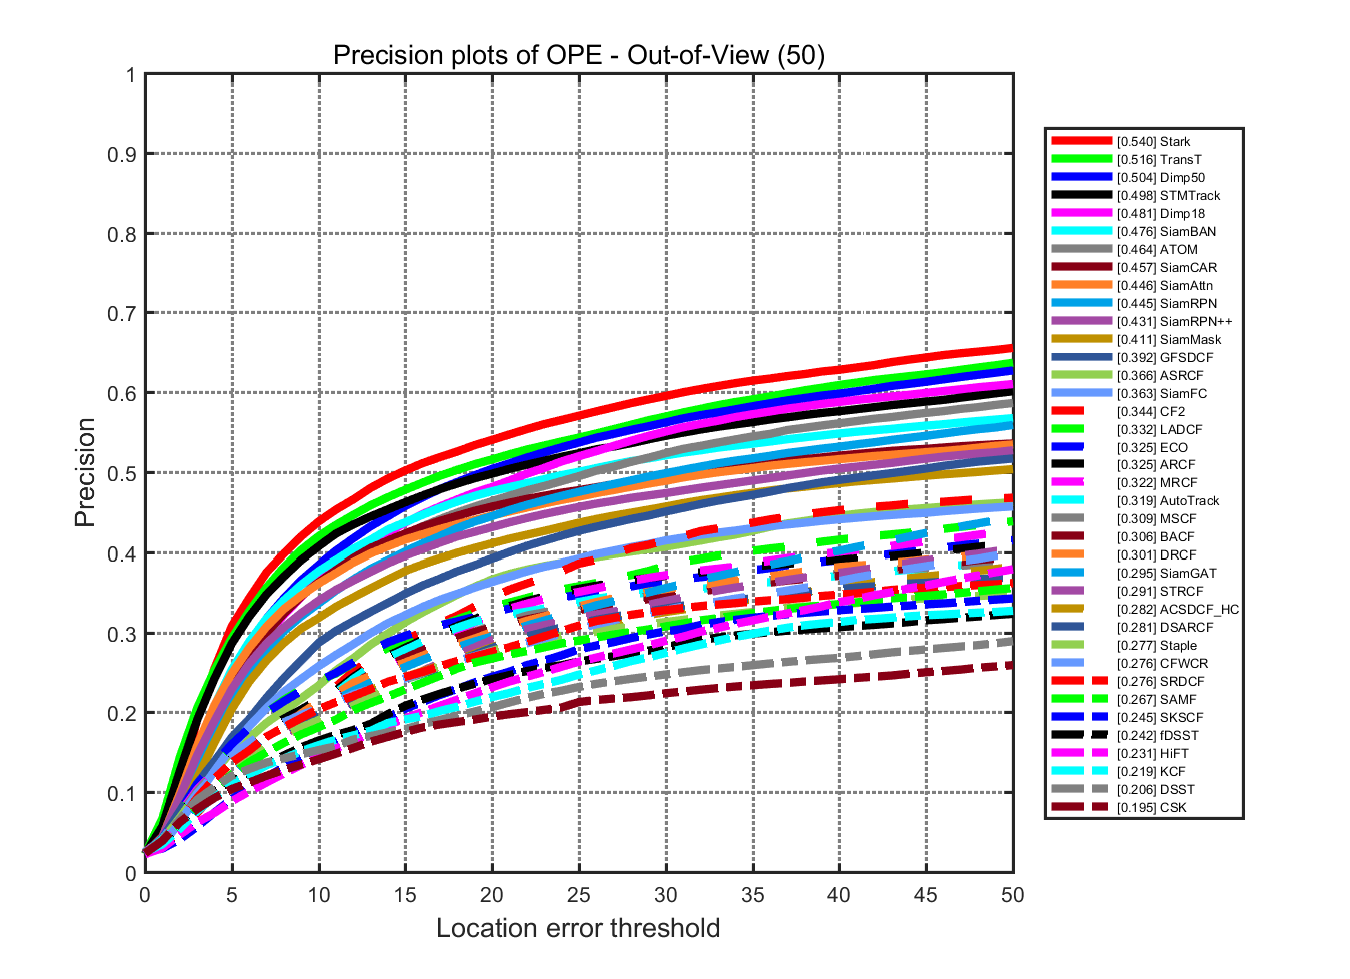 Precision plots of OPE - Out-of-View (50)
1
0.9
0.8
0.7
0.6
0.5
0.4
0.3
0.2
0.1
0
Precision
0 5 10 15 20 25 30 35 40 45 50
Location error threshold
[0.540] Stark
[0.516] TransT
[0.504] Dimp50
[0.498] STMTrack
[0.481] Dimp18
[0.476] SiamBAN
[0.464] ATOM
[0.457] SiamCAR
[0.446] SiamAttn
[0.445] SiamRPN
[0.431] SiamRPN++
[0.411] SiamMask
[0.392] GFSDCF
[0.366] ASRCF
[0.363] SiamFC
[0.344] CF2
[0.332] LADCF
[0.325] ECO
[0.325] ARCF
[0.322] MRCF
[0.319] AutoTrack
[0.309] MSCF
[0.306] BACF
[0.301] DRCF
[0.295] SiamGAT
[0.291] STRCF
[0.282] ACSDCF_HC
[0.281] DSARCF
[0.277] Staple
[0.276] CFWCR
[0.276] SRDCF
[0.267] SAMF
[0.245] SKSCF
[0.242] fDSST
[0.231] HiFT
[0.219] KCF
[0.206] DSST
[0.195] CSK